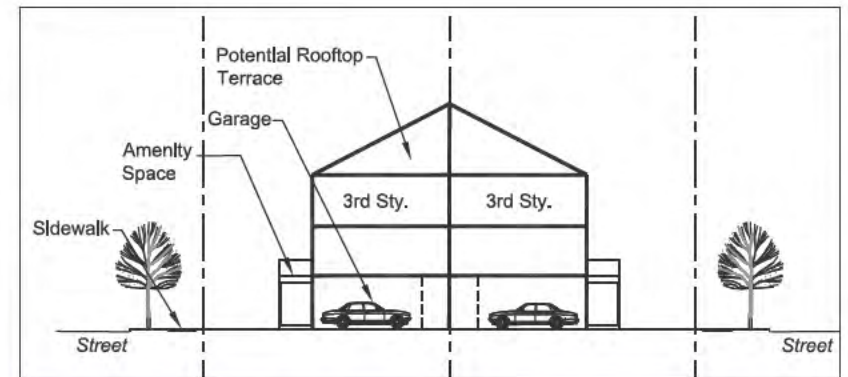 Potential Rooftop
Terrace
Garage
Amenity
Space
3rd Sty.
3rd Sty.
Sidewalk
Street
Street